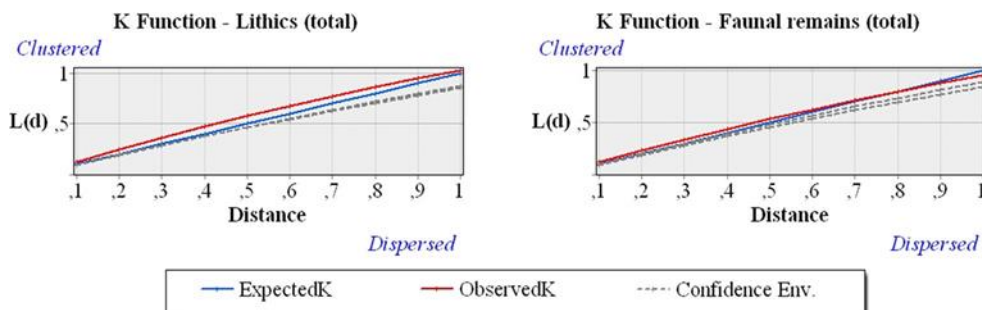 K Function - Lithics (total)
Clustered
1
L(d) ,5
,1 ,2 ,3 ,4 ,5 ,6 ,7 ,8 ,9 1
Distance
Dispersed
K Function - Faunal remains (total)
Clustered
1
L(d) ,5
,1 ,2 ,3 ,4 ,5 ,6 ,7 ,8 ,9 1
Distance
Dispersed
ExpectedK ObservedK Confidence Env.